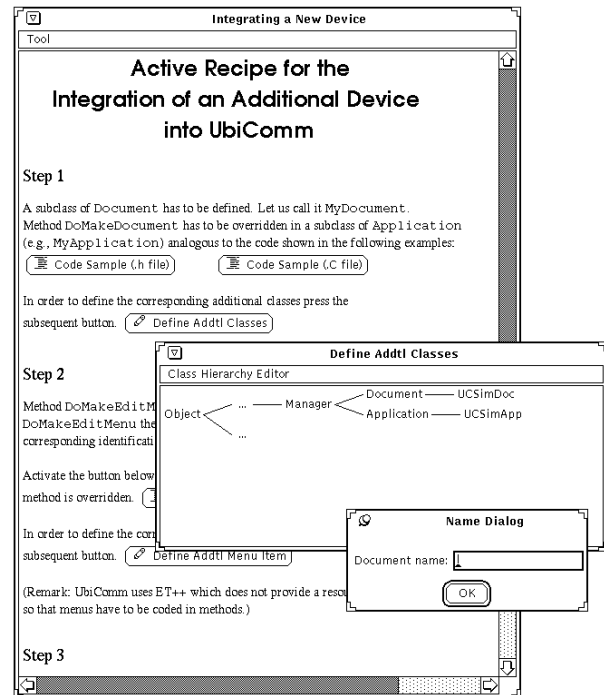 Integrating a New Device
Tool
Active Recipe for the
Integration of an Additional Device
into UbiComm
Step 1
A subclass of Document has to be defined. Let us call it MyDocument.
Method DoMakeDocument has to be overridden in a subclass of Application
(e.g., MyApplication) analogous to the code shown in the following examples:
Code Sample (.h file) Code Sample (.C file)
In order to define the corresponding additional classes press the
subsequent button. Define Addtl Classes
Define Addtl Classes
Class Hierarchy Editor
Object ... Manager Document UCSimDoc
Application UCSimApp
...
Step 2
Method DoMakeEditM
DoMakeEditMenu the
corresponding identificati
Activate the button below
method is overridden.
In order to define the corr
subsequent button. Define Addtl Menu Item
(Remark: UbiComm uses ET++ which does not provide a resou
so that menus have to be coded in methods.)
Name Dialog
Document name:
OK
Step 3